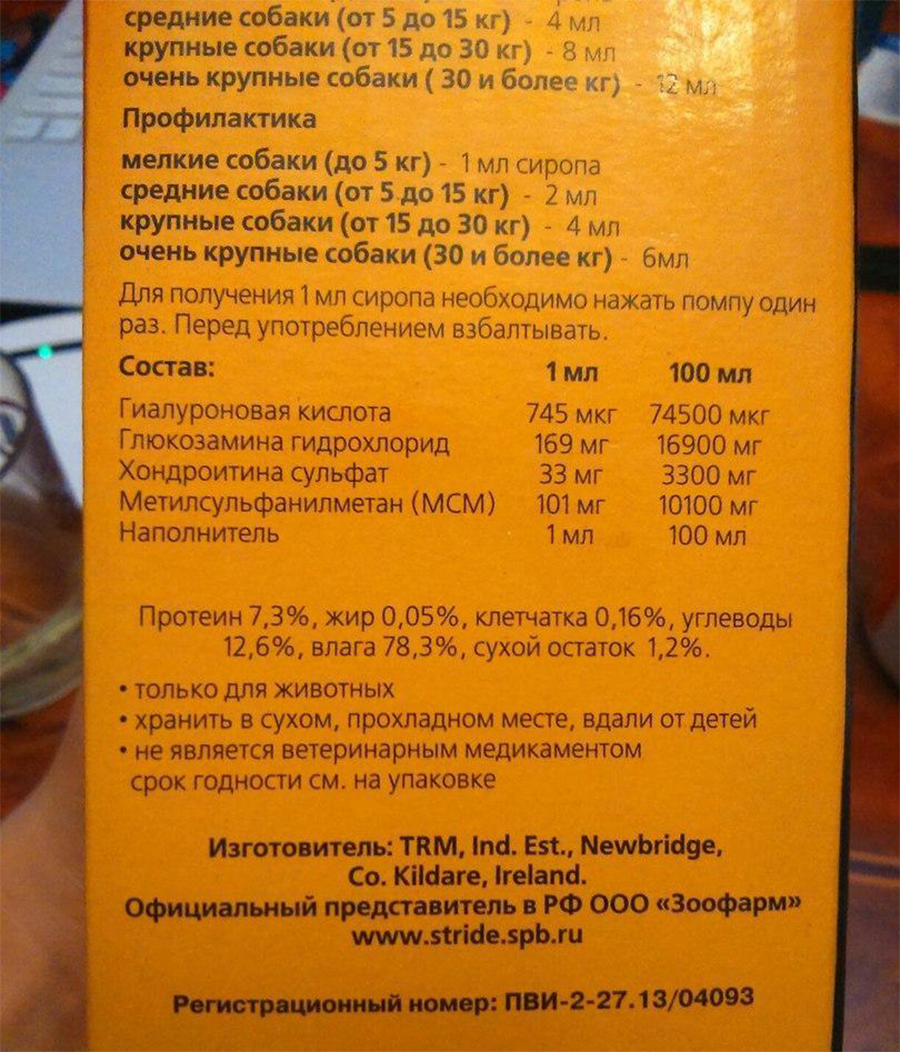 средние собаки (от 5 до 15 кг) - 4 мл
крупные собаки (от 15 до 30 кг) - 8 мл
очень крупные собаки ( 30 и более кг) - 12 мл
Профилактика
мелкие собаки (до 5 кг) - 1 мл сиропа
средние собаки (от 5 до 15 кг) - 2 мл
крупные собаки (от 15 до 30 кг) - 4 мл
очень крупные собаки (30 и более кг) - 6мл
Для получения 1 мл сиропа необходимо нажать помпу один
раз. Перед употреблением взбалтывать.
Состав: 1 мл 100 мл
Гиалуроновая кислота 745 мкг 74500 мкг
Глюкозамина гидрохлорид 169 мг 16900 мг
Хондроитина сульфат 33 мг 3300 мг
Метилсульфанилметан (МСМ) 101 мг 10100 мг
Наполнитель 1 мл 100 мл
Протеин 7,3%, жир 0,05%, клетчатка 0,16%, углеводы
12,6%, влага 78,3%, сухой остаток 1,2%.
• только для животных
• хранить в сухом, прохладном месте, вдали от детей
• не является ветеринарным медикаментом
срок годности см. на упаковке
Изготовитель: TRM, Ind. Est., Newbridge,
Co. Kildare, Ireland.
Официальный представитель в РФ ООО «Зоофарм»
www.stride.spb.ru
Регистрационный номер: ПВИ-2-27.13/04093